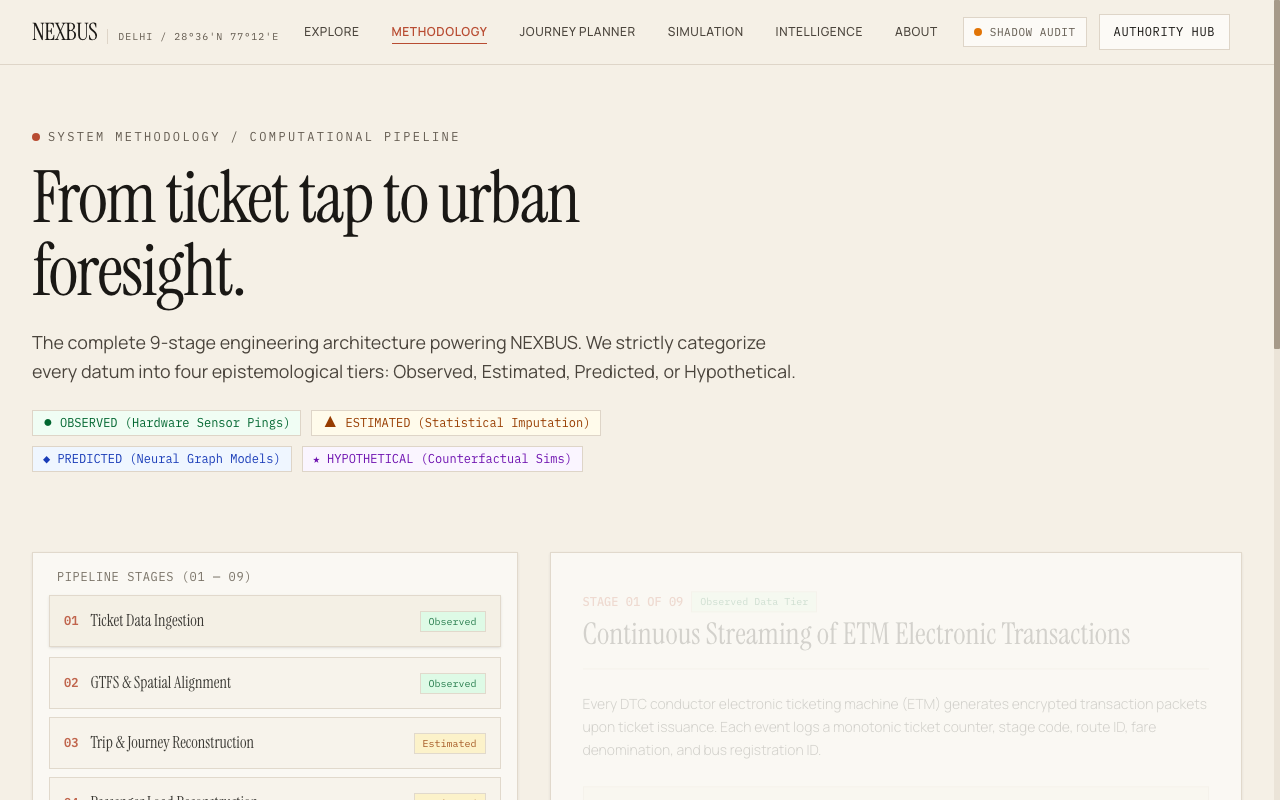 NEXBUS
DELHI / 28°36'N 77°12'E
EXPLORE
METHODOLOGY
JOURNEY PLANNER
SIMULATION
INTELLIGENCE
ABOUT
SHADOW AUDIT
AUTHORITY HUB
SYSTEM METHODOLOGY / COMPUTATIONAL PIPELINE
From ticket tap to urban
foresight.
The complete 9-stage engineering architecture powering NEXBUS. We strictly categorize
every datum into four epistemological tiers: Observed, Estimated, Predicted, or Hypothetical.
● OBSERVED (Hardware Sensor Pings)
▲ ESTIMATED (Statistical Imputation)
◆ PREDICTED (Neural Graph Models)
★ HYPOTHETICAL (Counterfactual Sims)
PIPELINE STAGES (01 — 09)
01 Ticket Data Ingestion Observed
02 GTFS & Spatial Alignment Observed
03 Trip & Journey Reconstruction Estimated
STAGE 01 OF 09 Observed Data Tier
Continuous Streaming of ETM Electronic Transactions
Every DTC conductor electronic ticketing machine (ETM) generates encrypted transaction packets
upon ticket issuance. Each event logs a monotonic ticket counter, stage code, route ID, fare
denomination, and bus registration ID.